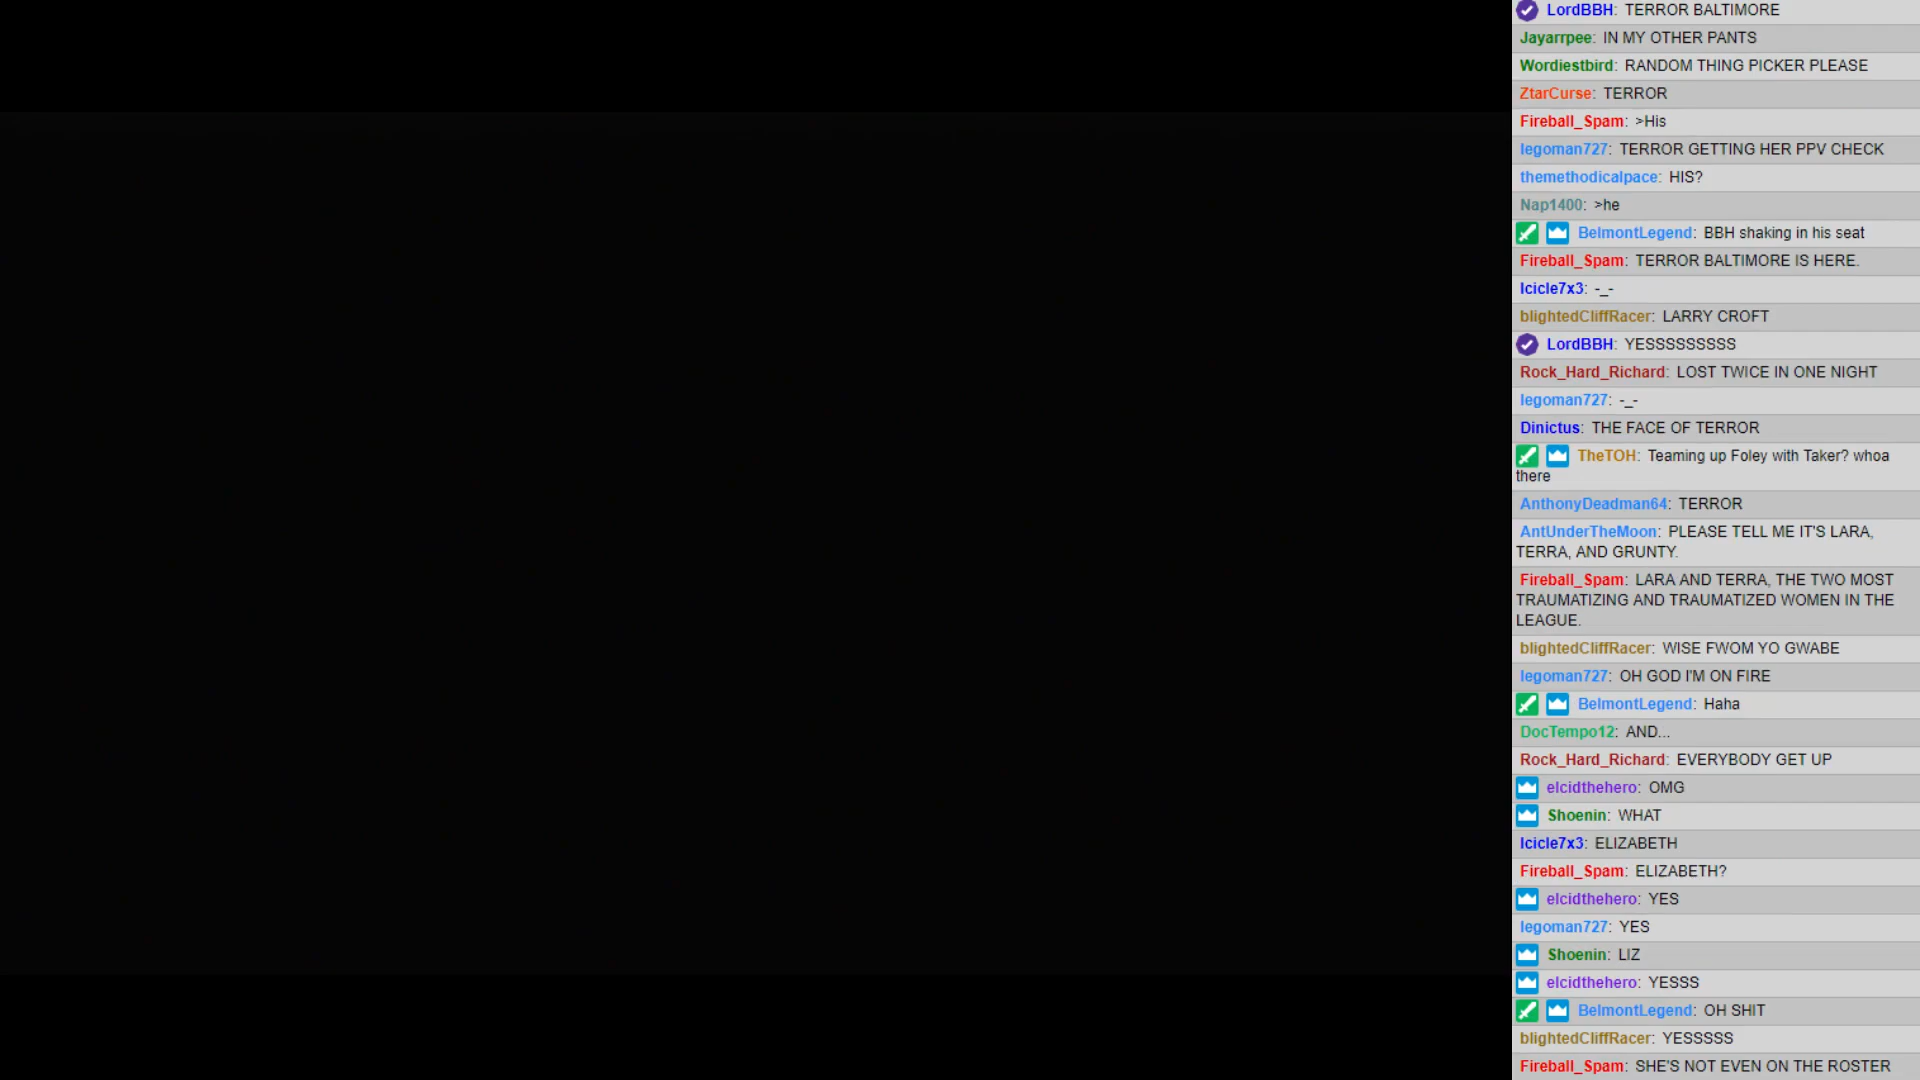 LordBBH: TERROR BALTIMORE
Jayarrpee: IN MY OTHER PANTS
Wordiestbird: RANDOM THING PICKER PLEASE
ZtarCurse: TERROR
Fireball_Spam: >His
legoman727: TERROR GETTING HER PPV CHECK
themethodicalpace: HIS?
Nap1400: >he
BelmontLegend: BBH shaking in his seat
Fireball_Spam: TERROR BALTIMORE IS HERE.
Icicle7x3: -_-
blightedCliffRacer: LARRY CROFT
LordBBH: YESSSSSSSSS
Rock_Hard_Richard: LOST TWICE IN ONE NIGHT
legoman727: -_-
Dinictus: THE FACE OF TERROR
TheTOH: Teaming up Foley with Taker? whoa
there
AnthonyDeadman64: TERROR
AntUnderTheMoon: PLEASE TELL ME IT'S LARA,
TERRA, AND GRUNTY.
Fireball_Spam: LARA AND TERRA, THE TWO MOST
TRAUMATIZING AND TRAUMATIZED WOMEN IN THE
LEAGUE.
blightedCliffRacer: WISE FWOM YO GWABE
legoman727: OH GOD I'M ON FIRE
BelmontLegend: Haha
DocTempo12: AND...
Rock_Hard_Richard: EVERYBODY GET UP
elcidthehero: OMG
Shoenin: WHAT
Icicle7x3: ELIZABETH
Fireball_Spam: ELIZABETH?
elcidthehero: YES
legoman727: YES
Shoenin: LIZ
elcidthehero: YESSS
BelmontLegend: OH SHIT
blightedCliffRacer: YESSSSS
Fireball_Spam: SHE'S NOT EVEN ON THE ROSTER